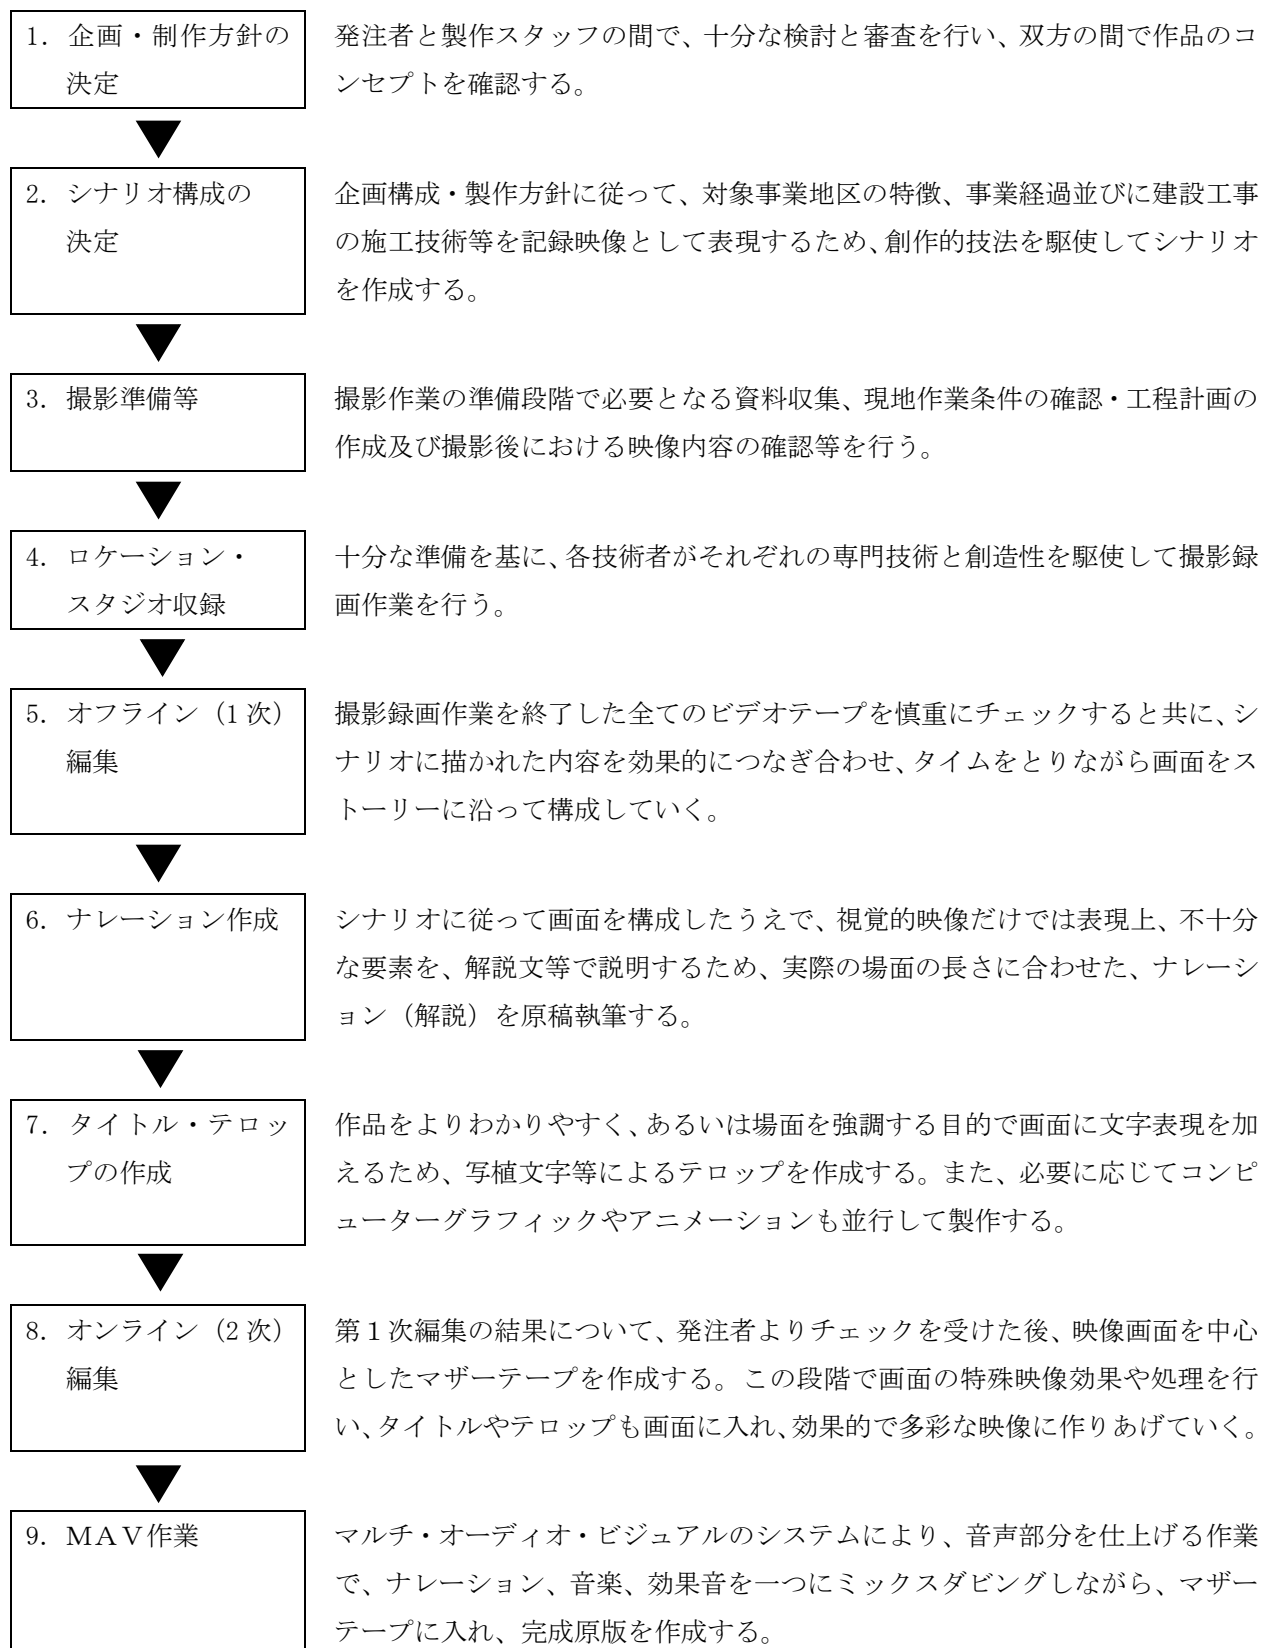 1. 企画・制作方針の
決定
発注者と製作スタッフの間で、十分な検討と審査を行い、双方の間で作品のコ
ンセプトを確認する。
2. シナリオ構成の
決定
企画構成・製作方針に従って、対象事業地区の特徴、事業経過並びに建設工事
の施工技術等を記録映像として表現するため、創作的技法を駆使してシナリオ
を作成する。
3. 撮影準備等
撮影作業の準備段階で必要となる資料収集、現地作業条件の確認・工程計画の
作成及び撮影後における映像内容の確認等を行う。
4. ロケーション・
スタジオ収録
十分な準備を基に、各技術者がそれぞれの専門技術と創造性を駆使して撮影録
画作業を行う。
5. オフライン（1 次）
編集
撮影録画作業を終了した全てのビデオテープを慎重にチェックすると共に、シ
ナリオに描かれた内容を効果的につなぎ合わせ、タイムをとりながら画面をス
トーリーに沿って構成していく。
6. ナレーション作成
シナリオに従って画面を構成したうえで、視覚的映像だけでは表現上、不十分
な要素を、解説文等で説明するため、実際の場面の長さに合わせた、ナレーシ
ョン（解説）を原稿執筆する。
7. タイトル・テロッ
プの作成
作品をよりわかりやすく、あるいは場面を強調する目的で画面に文字表現を加
えるため、写植文字等によるテロップを作成する。また、必要に応じてコンピ
ューターグラフィックやアニメーションも並行して製作する。
8. オンライン（2 次）
編集
第１次編集の結果について、発注者よりチェックを受けた後、映像画面を中心
としたマザーテープを作成する。この段階で画面の特殊映像効果や処理を行
い、タイトルやテロップも画面に入れ、効果的で多彩な映像に作りあげていく。
9. ＭＡＶ作業
マルチ・オーディオ・ビジュアルのシステムにより、音声部分を仕上げる作業
で、ナレーション、音楽、効果音を一つにミックスダビングしながら、マザー
テープに入れ、完成原版を作成する。